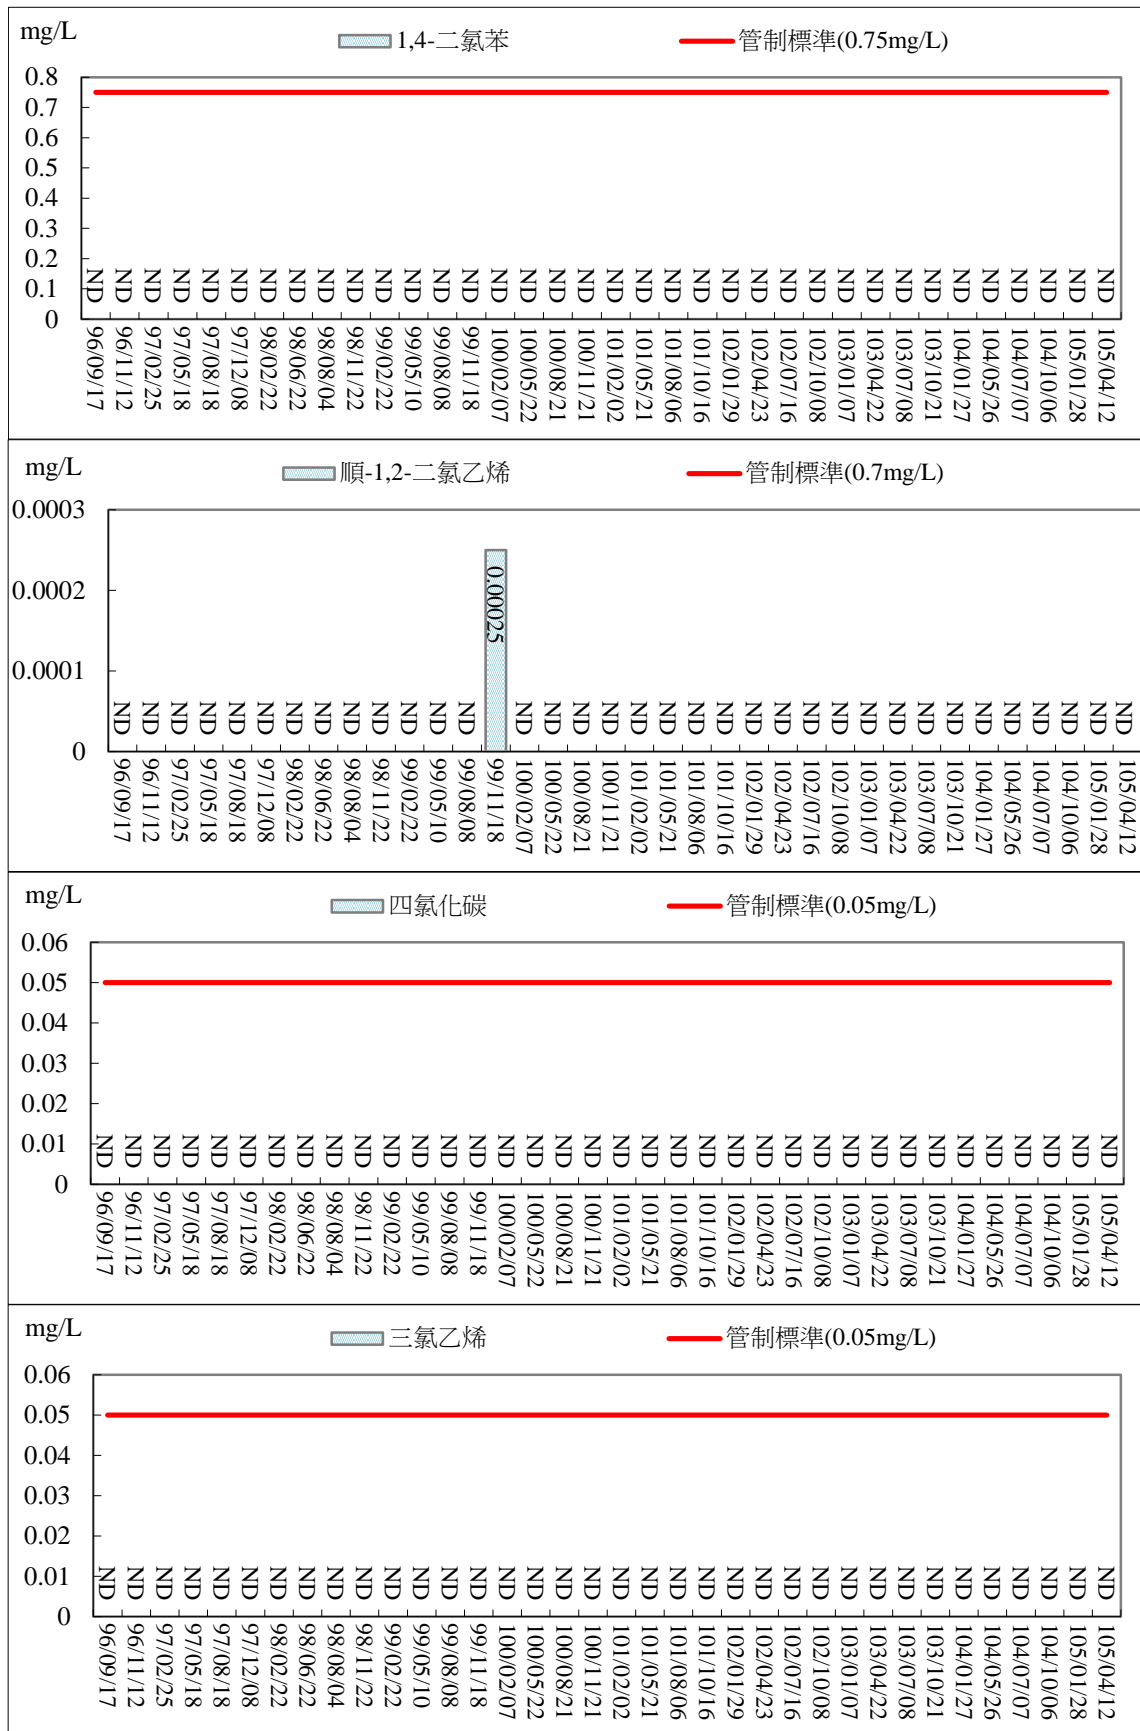 mg/L
1,4-二氯苯 管制標準(0.75mg/L)
0.8
0.7
0.6
0.5
0.4
0.3
0.2
0.1
0
ND ND ND ND ND ND ND ND ND ND ND ND ND ND ND ND ND ND ND ND ND ND ND ND ND ND ND ND ND ND ND ND ND ND ND ND
96/09/17 96/11/12 97/02/25 97/05/18 97/08/18 97/12/08 98/02/22 98/06/22 98/08/04 98/11/22 99/02/22 99/05/10 99/08/08 99/11/18 100/02/07 100/05/22 100/08/21 100/11/21 101/02/02 101/05/21 101/08/06 101/10/16 102/01/29 102/04/23 102/07/16 102/10/08 103/01/07 103/04/22 103/07/08 103/10/21 104/01/27 104/05/26 104/07/07 104/10/06 105/01/28 105/04/12
mg/L
順-1,2-二氯乙烯 管制標準(0.7mg/L)
0.0003
0.0002
0.0001
0
ND ND ND ND ND ND ND ND ND ND ND ND ND 0.00025 ND ND ND ND ND ND ND ND ND ND ND ND ND ND ND ND ND ND ND ND ND ND
96/09/17 96/11/12 97/02/25 97/05/18 97/08/18 97/12/08 98/02/22 98/06/22 98/08/04 98/11/22 99/02/22 99/05/10 99/08/08 99/11/18 100/02/07 100/05/22 100/08/21 100/11/21 101/02/02 101/05/21 101/08/06 101/10/16 102/01/29 102/04/23 102/07/16 102/10/08 103/01/07 103/04/22 103/07/08 103/10/21 104/01/27 104/05/26 104/07/07 104/10/06 105/01/28 105/04/12
mg/L
四氯化碳 管制標準(0.05mg/L)
0.06
0.05
0.04
0.03
0.02
0.01
0
ND ND ND ND ND ND ND ND ND ND ND ND ND ND ND ND ND ND ND ND ND ND ND ND ND ND ND ND ND ND ND ND ND ND ND ND
96/09/17 96/11/12 97/02/25 97/05/18 97/08/18 97/12/08 98/02/22 98/06/22 98/08/04 98/11/22 99/02/22 99/05/10 99/08/08 99/11/18 100/02/07 100/05/22 100/08/21 100/11/21 101/02/02 101/05/21 101/08/06 101/10/16 102/01/29 102/04/23 102/07/16 102/10/08 103/01/07 103/04/22 103/07/08 103/10/21 104/01/27 104/05/26 104/07/07 104/10/06 105/01/28 105/04/12
mg/L
三氯乙烯 管制標準(0.05mg/L)
0.06
0.05
0.04
0.03
0.02
0.01
0
ND ND ND ND ND ND ND ND ND ND ND ND ND ND ND ND ND ND ND ND ND ND ND ND ND ND ND ND ND ND ND ND ND ND ND ND
96/09/17 96/11/12 97/02/25 97/05/18 97/08/18 97/12/08 98/02/22 98/06/22 98/08/04 98/11/22 99/02/22 99/05/10 99/08/08 99/11/18 100/02/07 100/05/22 100/08/21 100/11/21 101/02/02 101/05/21 101/08/06 101/10/16 102/01/29 102/04/23 102/07/16 102/10/08 103/01/07 103/04/22 103/07/08 103/10/21 104/01/27 104/05/26 104/07/07 104/10/06 105/01/28 105/04/12